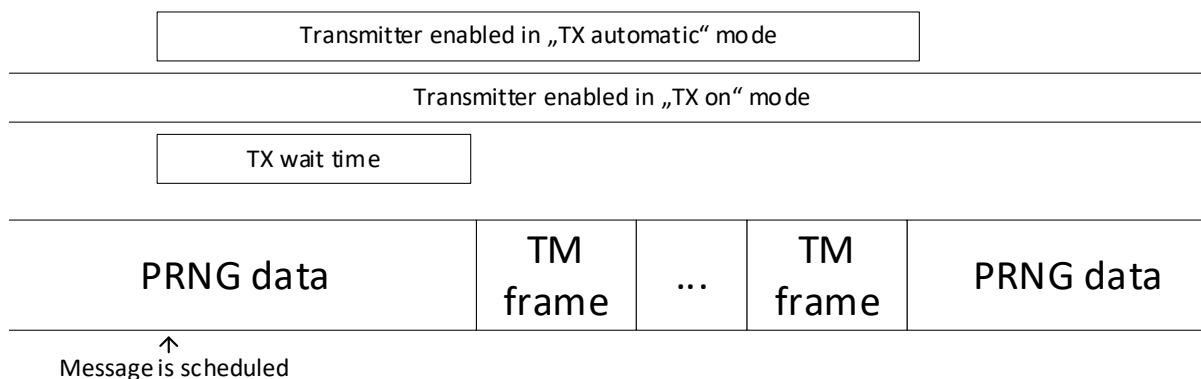 Transmitter enabled in „TX automatic“ mode
Transmitter enabled in „TX on“ mode
TX wait time
PRNG data
TM
frame
...
TM
frame
PRNG data
Message is scheduled